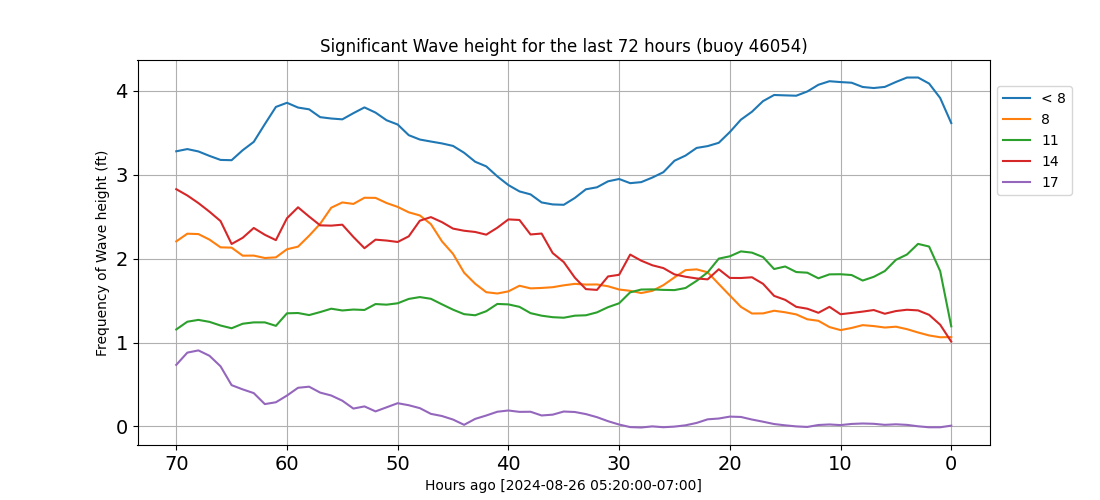 Significant Wave height for the last 72 hours (buoy 46054)
Frequency of Wave height (ft)
4
3
2
1
0
70 60 50 40 30 20 10 0
Hours ago [2024-08-26 05:20:00-07:00]
< 8
8
11
14
17